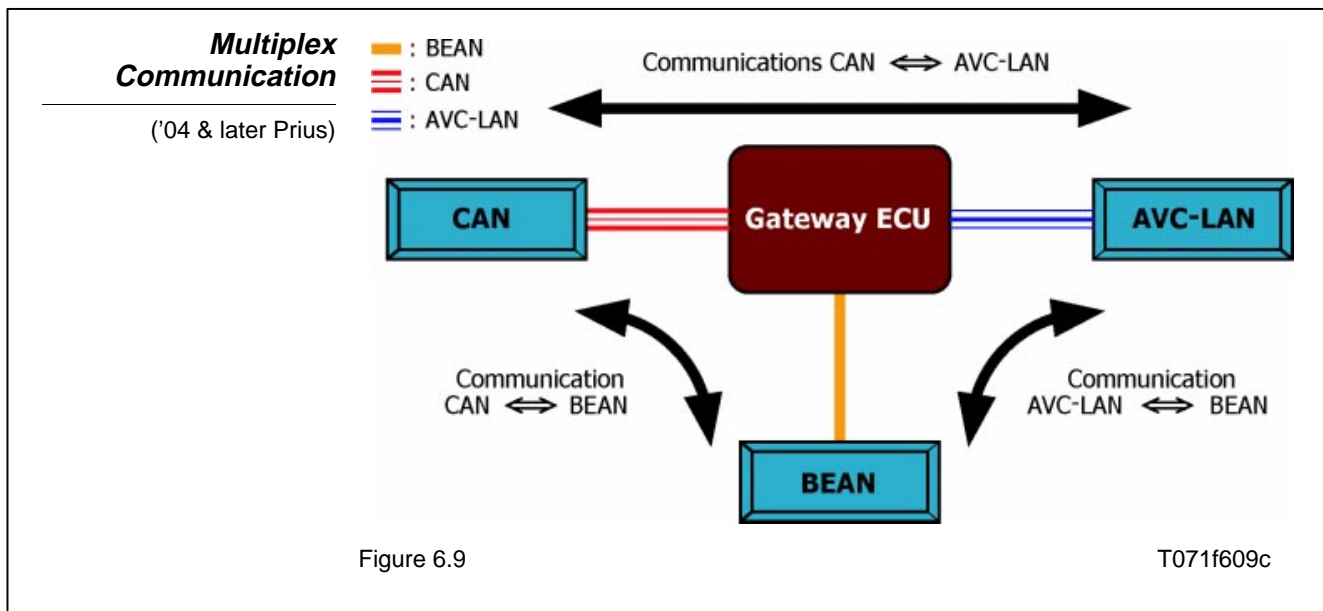 Multiplex
Communication
('04 & later Prius)
: BEAN
: CAN
: AVC-LAN
Communications CAN ⇔ AVC-LAN
CAN
Gateway ECU
AVC-LAN
Communication
CAN ⇔ BEAN
Communication
AVC-LAN ⇔ BEAN
BEAN
Figure 6.9
T071f609c